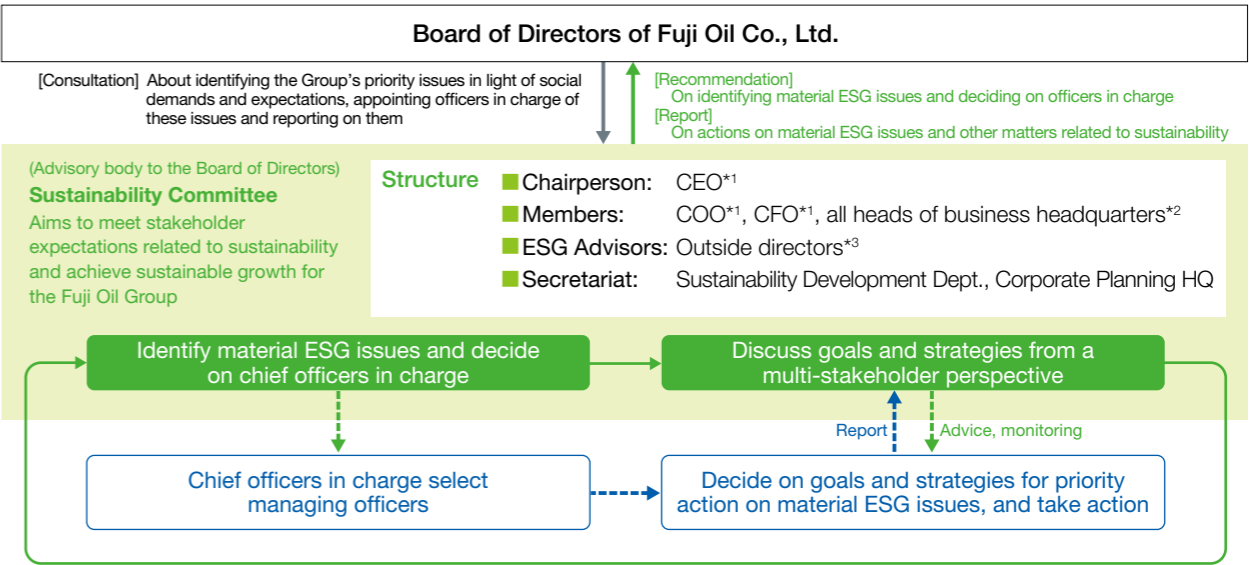 Board of Directors of Fuji Oil Co., Ltd.
[Consultation] About identifying the Group's priority issues in light of social
demands and expectations, appointing officers in charge of
these issues and reporting on them
[Recommendation]
On identifying material ESG issues and deciding on officers in charge
[Report]
On actions on material ESG issues and other matters related to sustainability
(Advisory body to the Board of Directors)
Sustainability Committee
Aims to meet stakeholder
expectations related to sustainability
and achieve sustainable growth for
the Fuji Oil Group
Structure
Chairperson: CEO*1
Members: COO*1, CFO*1, all heads of business headquarters*2
ESG Advisors: Outside directors*3
Secretariat: Sustainability Development Dept., Corporate Planning HQ
Identify material ESG issues and decide
on chief officers in charge
Discuss goals and strategies from a
multi-stakeholder perspective
Report
Advice, monitoring
Chief officers in charge select
managing officers
Decide on goals and strategies for priority
action on material ESG issues, and take action